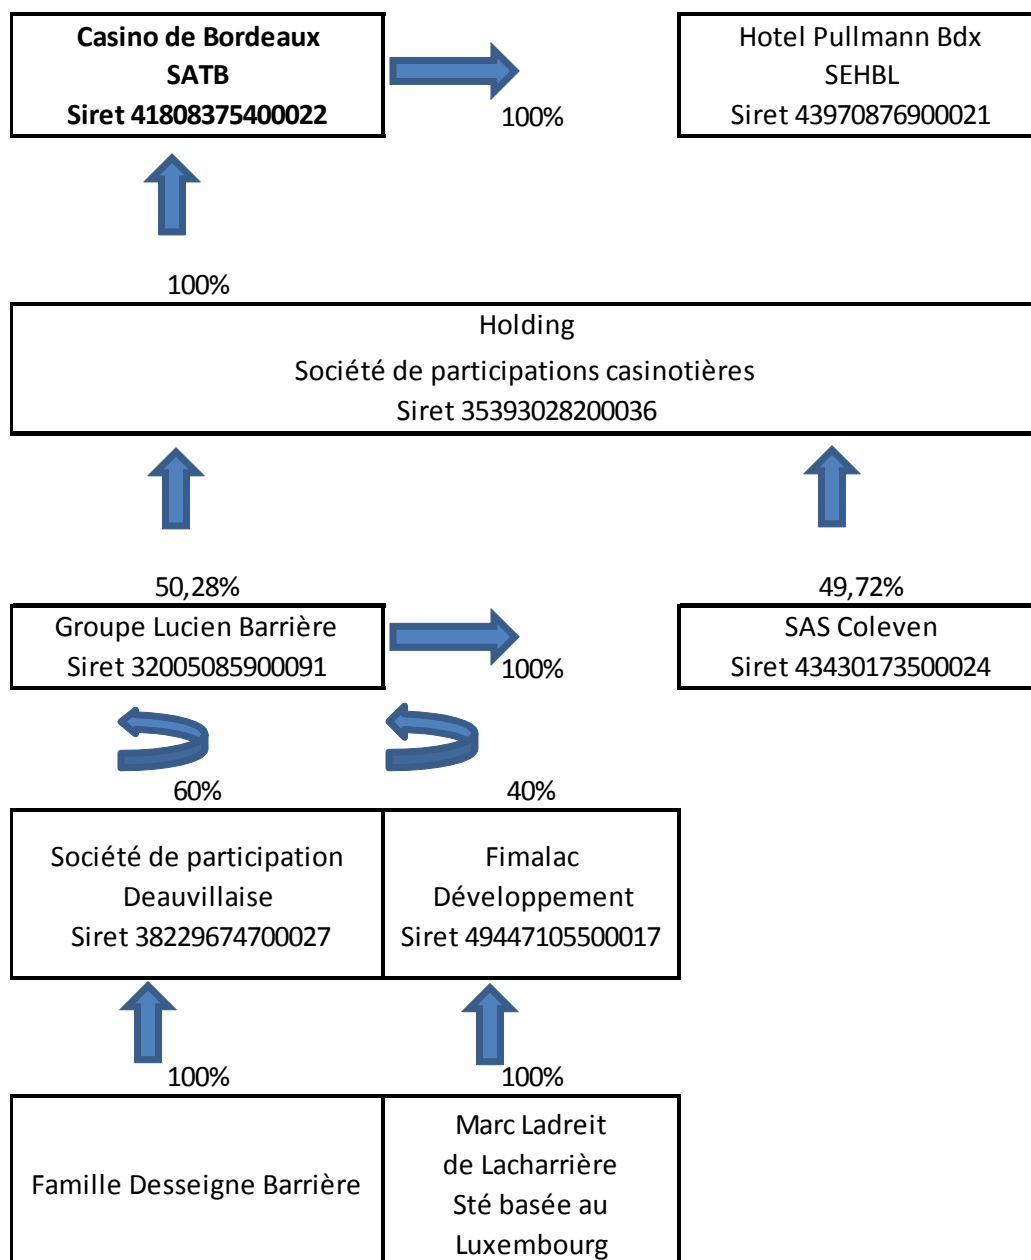 Casino de Bordeaux
SATB
Siret 41808375400022
100%
Hotel Pullmann Bdx
SEHBL
Siret 43970876900021
100%
Holding
Société de participations casinotières
Siret 35393028200036
50,28%
49,72%
Groupe Lucien Barrière
Siret 32005085900091
100%
SAS Coleven
Siret 43430173500024
60%
40%
Société de participation
Deauvillaise
Siret 38229674700027
Fimalac
Développement
Siret 49447105500017
100%
100%
Famille Desseigne Barrière
Marc Ladreit
de Lacharrière
Sté basée au
Luxembourg